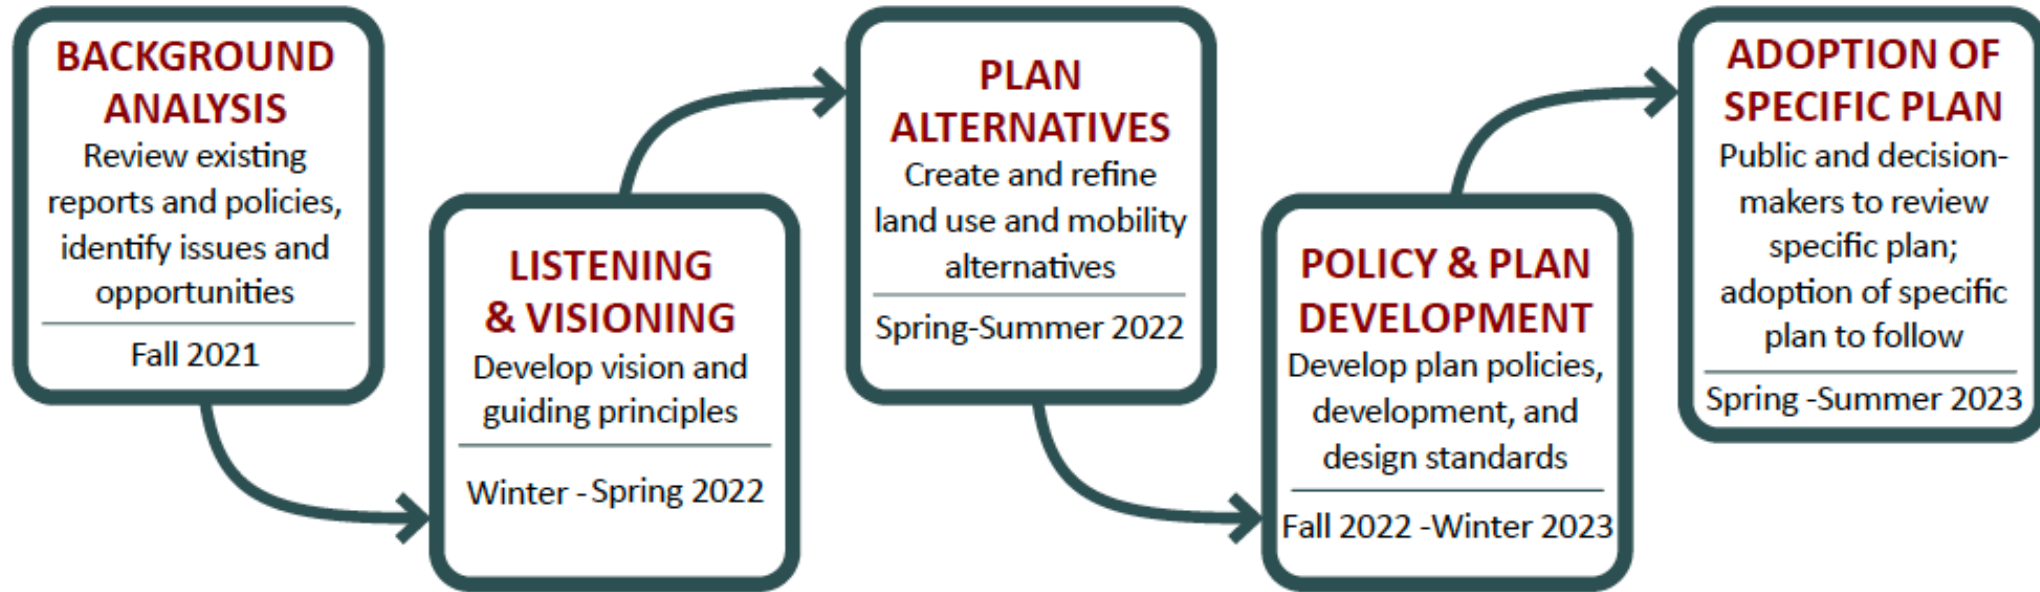 BACKGROUND
ANALYSIS
Review existing
reports and policies,
identify issues and
opportunities
Fall 2021
LISTENING
& VISIONING
Develop vision and
guiding principles
Winter - Spring 2022
PLAN
ALTERNATIVES
Create and refine
land use and mobility
alternatives
Spring-Summer 2022
POLICY & PLAN
DEVELOPMENT
Develop plan policies,
development, and
design standards
Fall 2022 -Winter 2023
ADOPTION OF
SPECIFIC PLAN
Public and decision-
makers to review
specific plan;
adoption of specific
plan to follow
Spring -Summer 2023